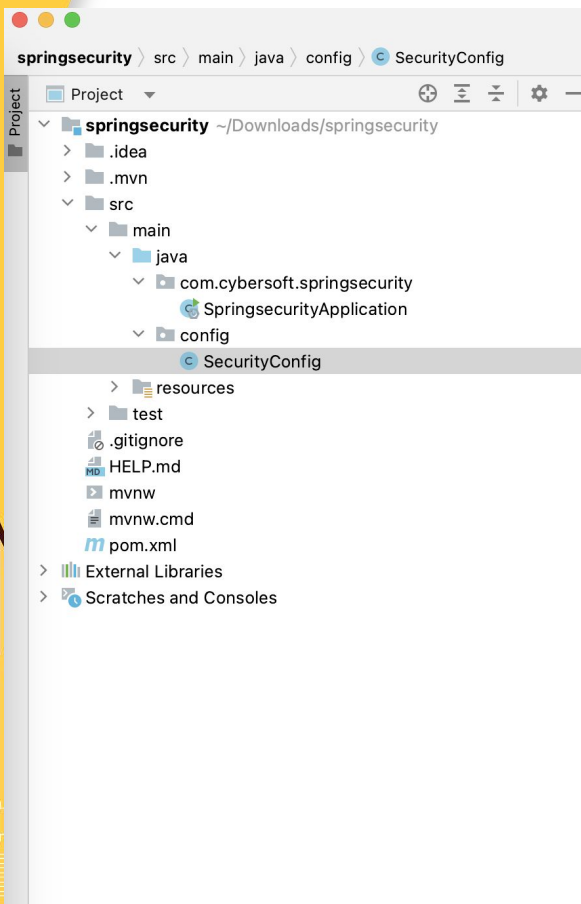 springsecurity 〉 src 〉 main 〉 java 〉 config 〉 C SecurityConfig
Project
Project
springsecurity ~/Downloads/springsecurity
.idea
.mvn
src
main
java
com.cybersoft.springsecurity
SpringsecurityApplication
config
C SecurityConfig
resources
test
.gitignore
MD HELP.md
mvnw
mvnw.cmd
m pom.xml
External Libraries
Scratches and Consoles